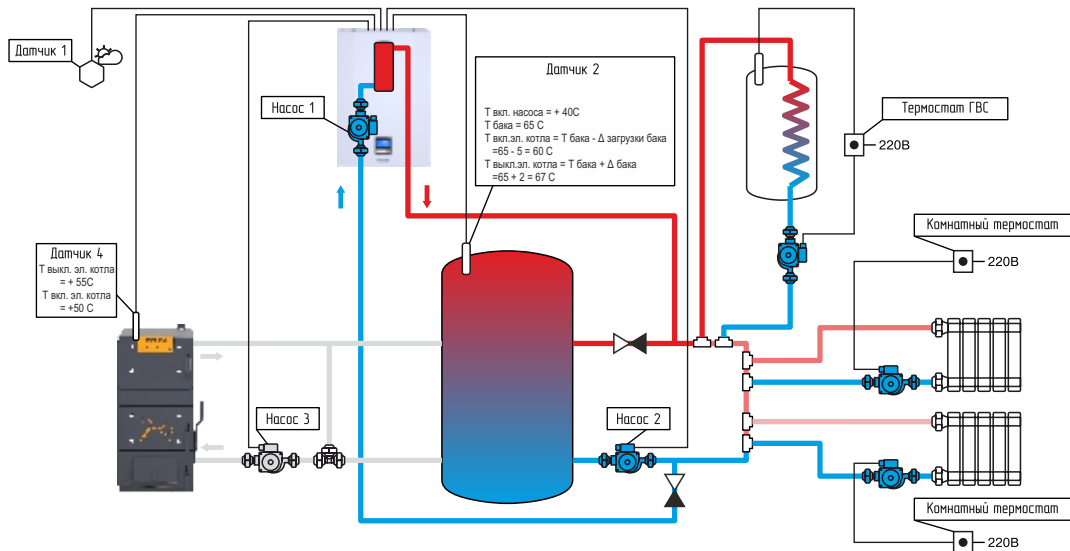 Датчик 1
Насос 1
Датчик 2
Т вкл. насоса = + 40С
Т бака = 65 С
Т вкл.эл. котла = Т бака - Δ загрузки бака
=65 - 5 = 60 С
Т выкл.эл. котла = Т бака + Δ бака
=65 + 2 = 67 С
Термостат ГВС
220В
Комнатный термостат
220В
Датчик 4
Т выкл. эл. котла
= + 55С
Т вкл. эл. котла
= +50 С
Насос 3
Насос 2
Комнатный термостат
220В